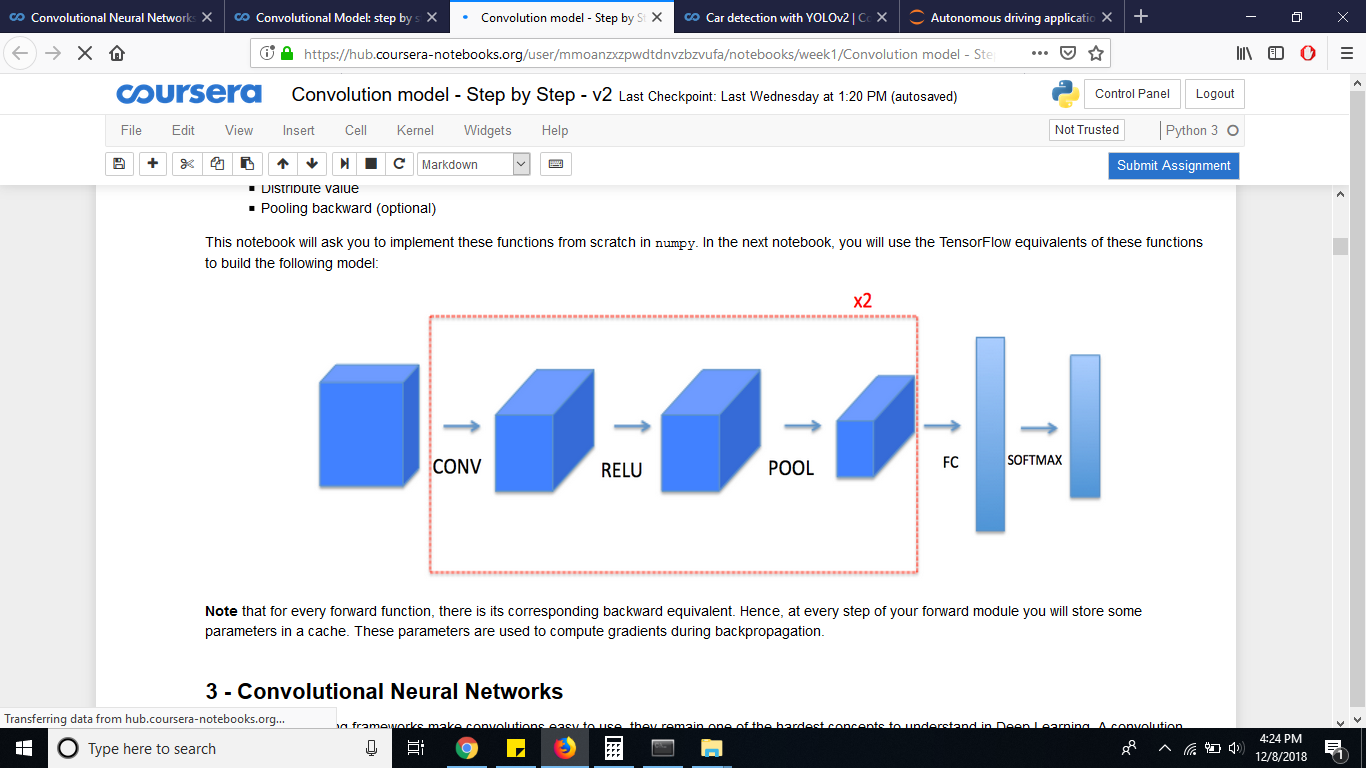 Convolutional Neural Networks
Convolutional Model: step by s
Convolution model - Step by St
Car detection with YOLOv2 | Co
Autonomous driving applicatio
https://hub.coursera-notebooks.org/user/mmoanzxzpwdtdnvzbzvufa/notebooks/week1/Convolution model - Ste
coursera Convolution model - Step by Step - v2 Last Checkpoint: Last Wednesday at 1:20 PM (autosaved) Control Panel Logout
File Edit View Insert Cell Kernel Widgets Help Not Trusted Python 3
Markdown Submit Assignment
Distribute value
Pooling backward (optional)
This notebook will ask you to implement these functions from scratch in numpy. In the next notebook, you will use the TensorFlow equivalents of these functions
to build the following model:
x2
CONV RELU POOL FC SOFTMAX
Note that for every forward function, there is its corresponding backward equivalent. Hence, at every step of your forward module you will store some
parameters in a cache. These parameters are used to compute gradients during backpropagation.
3 - Convolutional Neural Networks
frameworks make convolutions easy to use, they remain one of the hardest concepts to understand in Deep Learning. A convolution
Transferring data from hub.coursera-notebooks.org...
Type here to search
4:24 PM
12/8/2018
1